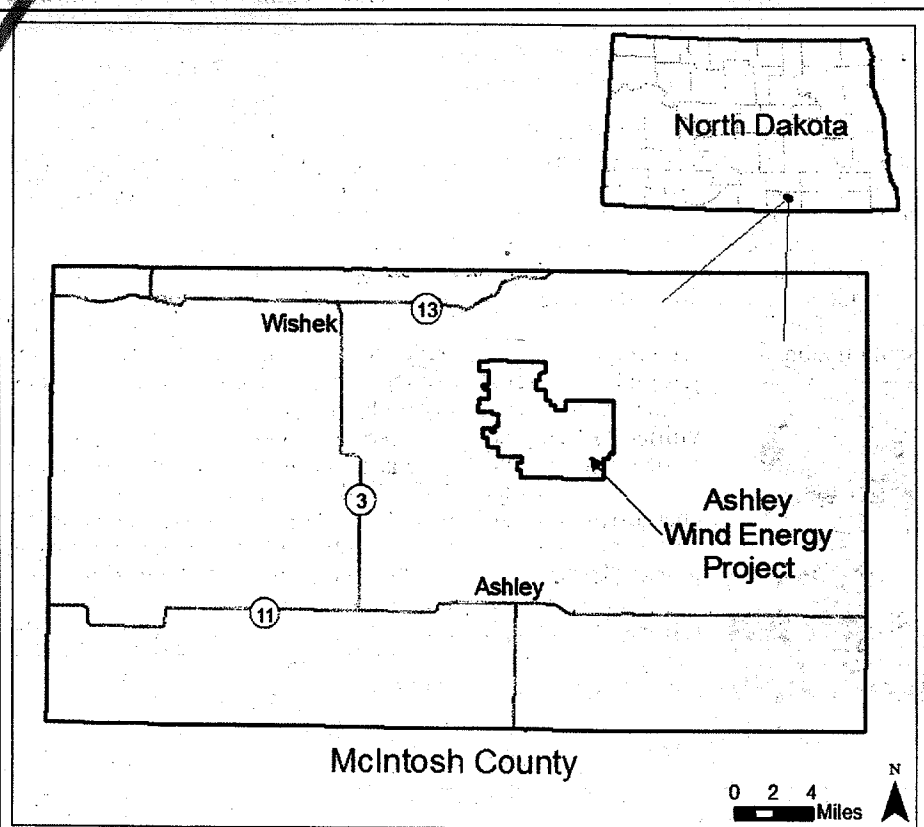 North Dakota
Wishek
13
3
Ashley
Wind Energy
Project
Ashley
11
McIntosh County
N
0 2 4
Miles